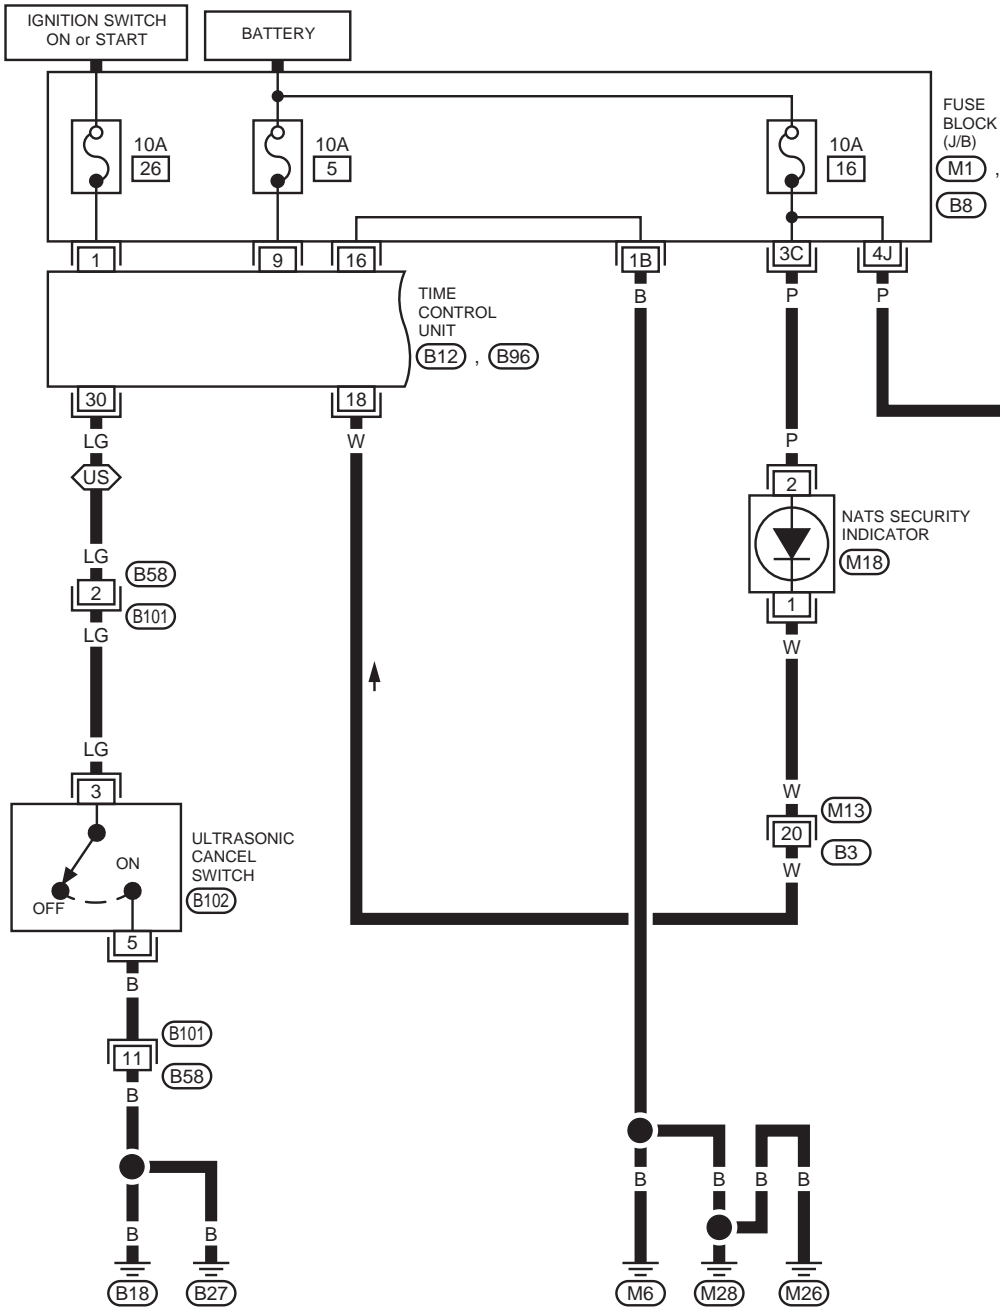 IGNITION SWITCH
ON or START
BATTERY
FUSE
BLOCK
(J/B)
M1 ,
B8
10A
26
10A
5
10A
16
1
9
16
1B
3C
4J
TIME
CONTROL
UNIT
B12 , B96
B
P
P
30
18
LG
W
P
US
2
NATS SECURITY
INDICATOR
M18
LG
B58
2
B101
1
LG
W
LG
3
W
M13
20
B3
W
ULTRASONIC
CANCEL
SWITCH
B102
ON
OFF
5
B
B101
11
B58
B
B
B
B
B
B
B
B18
B27
M6
M28
M26